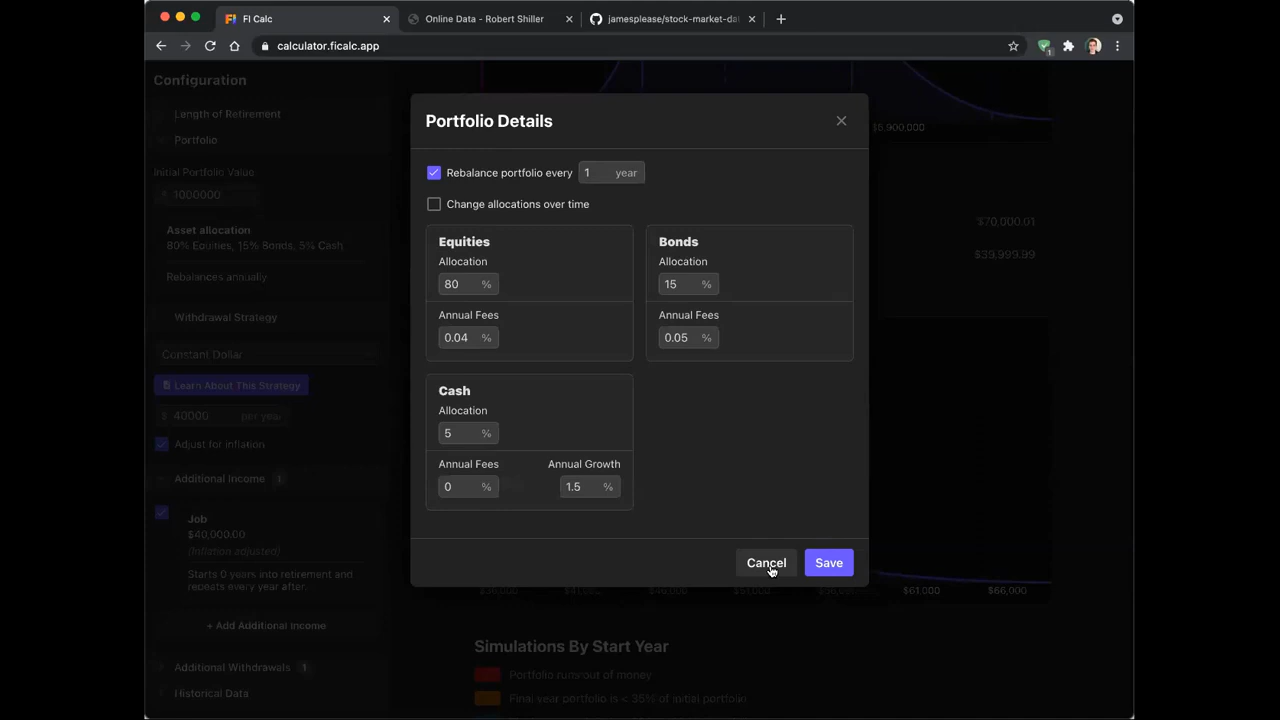 FI Calc
Online Data - Robert Shiller
jamesplease/stock-market-da
calculator.ficalc.app
1
Configuration
Length of Retirement
Portfolio
Initial Portfolio Value
$ 1000000
Asset allocation
80% Equities, 15% Bonds, 5% Cash
Rebalances annually
Withdrawal Strategy
Constant Dollar
Learn About This Strategy
$ 40000 per year
Adjust for inflation
Additional Income 1
Job
$40,000.00
(Inflation adjusted)
Starts 0 years into retirement and
repeats every year after.
+ Add Additional Income
Additional Withdrawals 1
Historical Data
Portfolio Details
Rebalance portfolio every 1 year
Change allocations over time
Equities
Allocation
80 %
Annual Fees
0.04 %
Bonds
Allocation
15 %
Annual Fees
0.05 %
Cash
Allocation
5 %
Annual Fees
0 %
Annual Growth
1.5 %
Cancel
Save
$5,900,000
$70,000.01
$39,999.99
$61,000 $66,000
Simulations By Start Year
Portfolio runs out of money
Final year portfolio is < 35% of initial portfolio